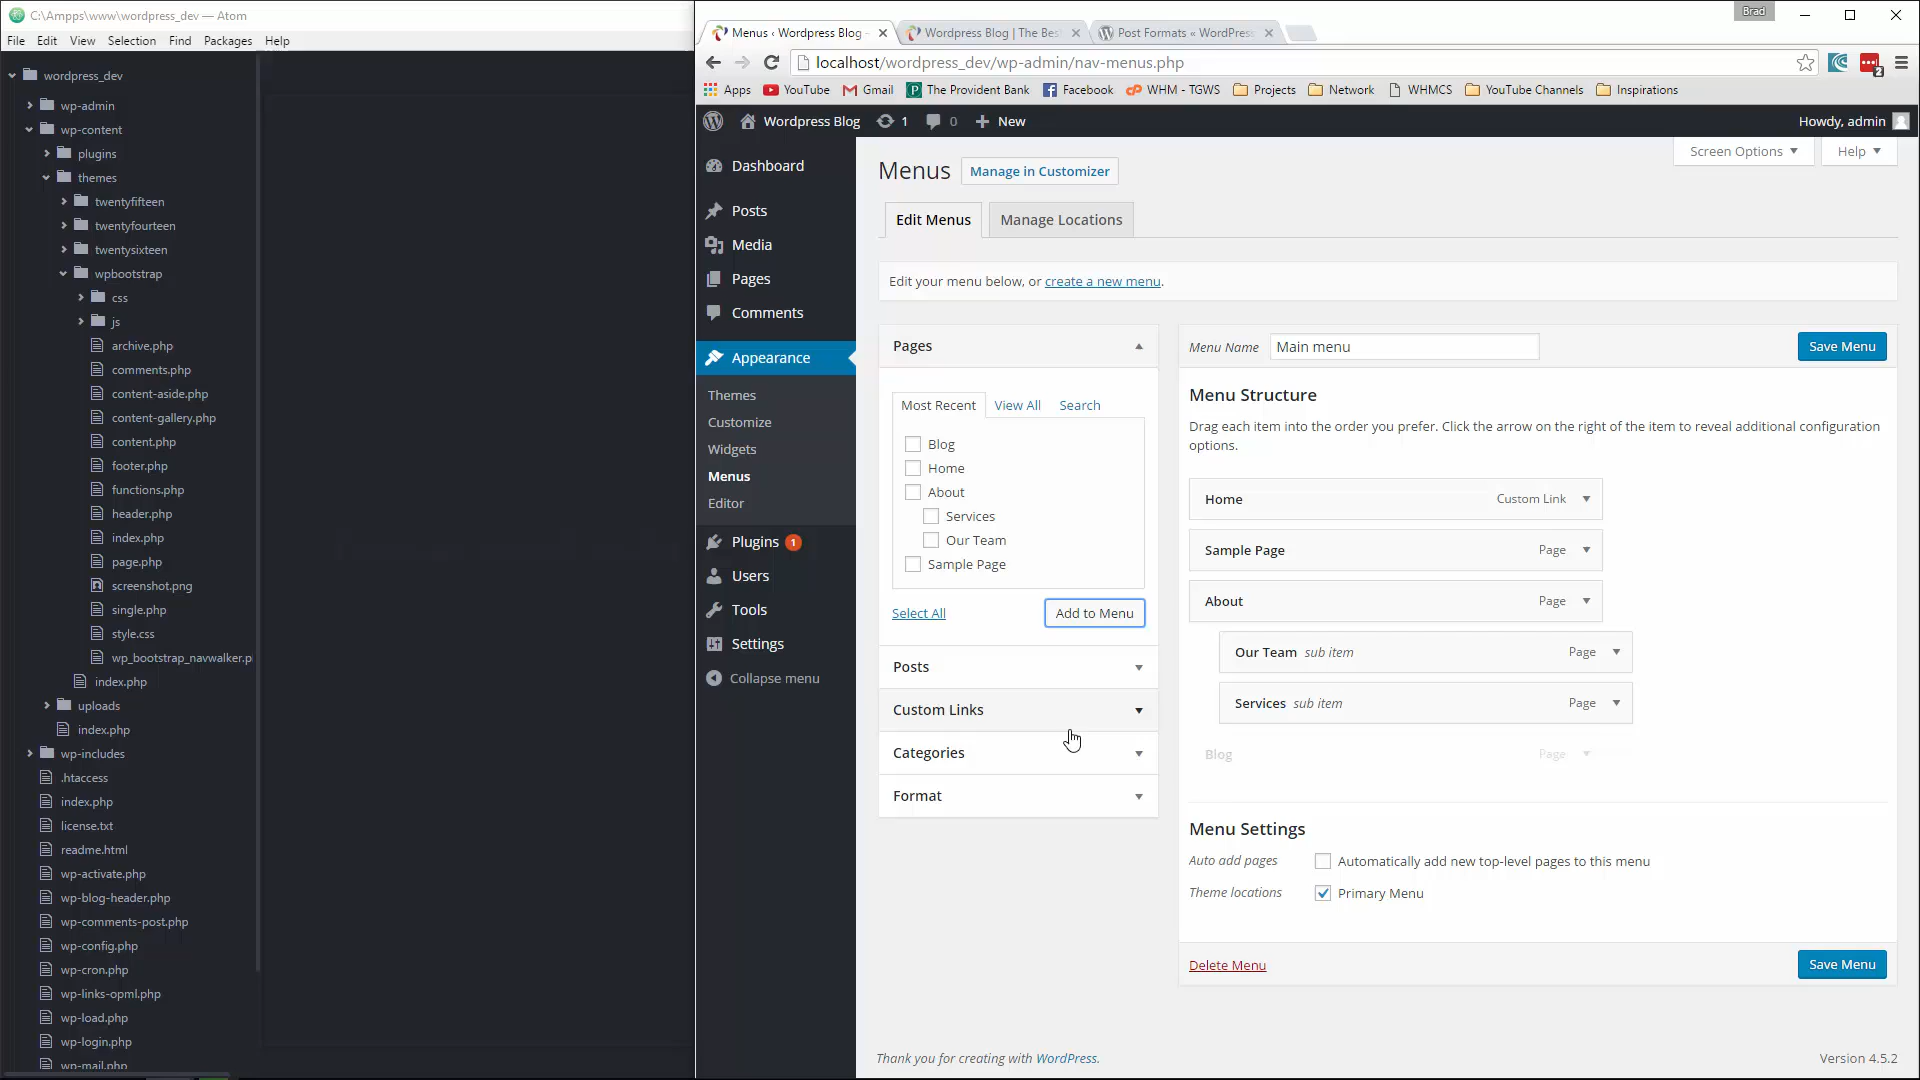 C:\Ampps\www\wordpress_dev — Atom
File Edit View Selection Find Packages Help
wordpress_dev
wp-admin
wp-content
plugins
themes
twentyfifteen
twentyfourteen
twentysixteen
wpbootstrap
css
js
archive.php
comments.php
content-aside.php
content-gallery.php
content.php
footer.php
functions.php
header.php
index.php
page.php
screenshot.png
single.php
style.css
wp_bootstrap_navwalker.p
index.php
uploads
index.php
wp-includes
.htaccess
index.php
license.txt
readme.html
wp-activate.php
wp-blog-header.php
wp-comments-post.php
wp-config.php
wp-cron.php
wp-links-opml.php
wp-load.php
wp-login.php
wp-mail.php
Brad
Menus ‹ Wordpress Blog - Wordpress Blog | The Bes Post Formats « WordPress
localhost/wordpress_dev/wp-admin/nav-menus.php
2
Apps YouTube Gmail The Provident Bank Facebook WHM - TGWS Projects Network WHMCS YouTube Channels Inspirations
Wordpress Blog 1 0 New Howdy, admin
Dashboard
Posts
Media
Pages
Comments
Appearance
Themes
Customize
Widgets
Menus
Editor
Plugins 1
Users
Tools
Settings
Collapse menu
Screen Options Help
Menus Manage in Customizer
Edit Menus Manage Locations
Edit your menu below, or create a new menu.
Pages
Most Recent View All Search
Blog
Home
About
Services
Our Team
Sample Page
Select All Add to Menu
Posts
Custom Links
Categories
Format
Menu Name Main menu Save Menu
Menu Structure
Drag each item into the order you prefer. Click the arrow on the right of the item to reveal additional configuration
options.
Home Custom Link
Sample Page Page
About Page
Our Team sub item Page
Services sub item Page
Blog Page
Menu Settings
Auto add pages Automatically add new top-level pages to this menu
Theme locations Primary Menu
Delete Menu Save Menu
Thank you for creating with WordPress. Version 4.5.2